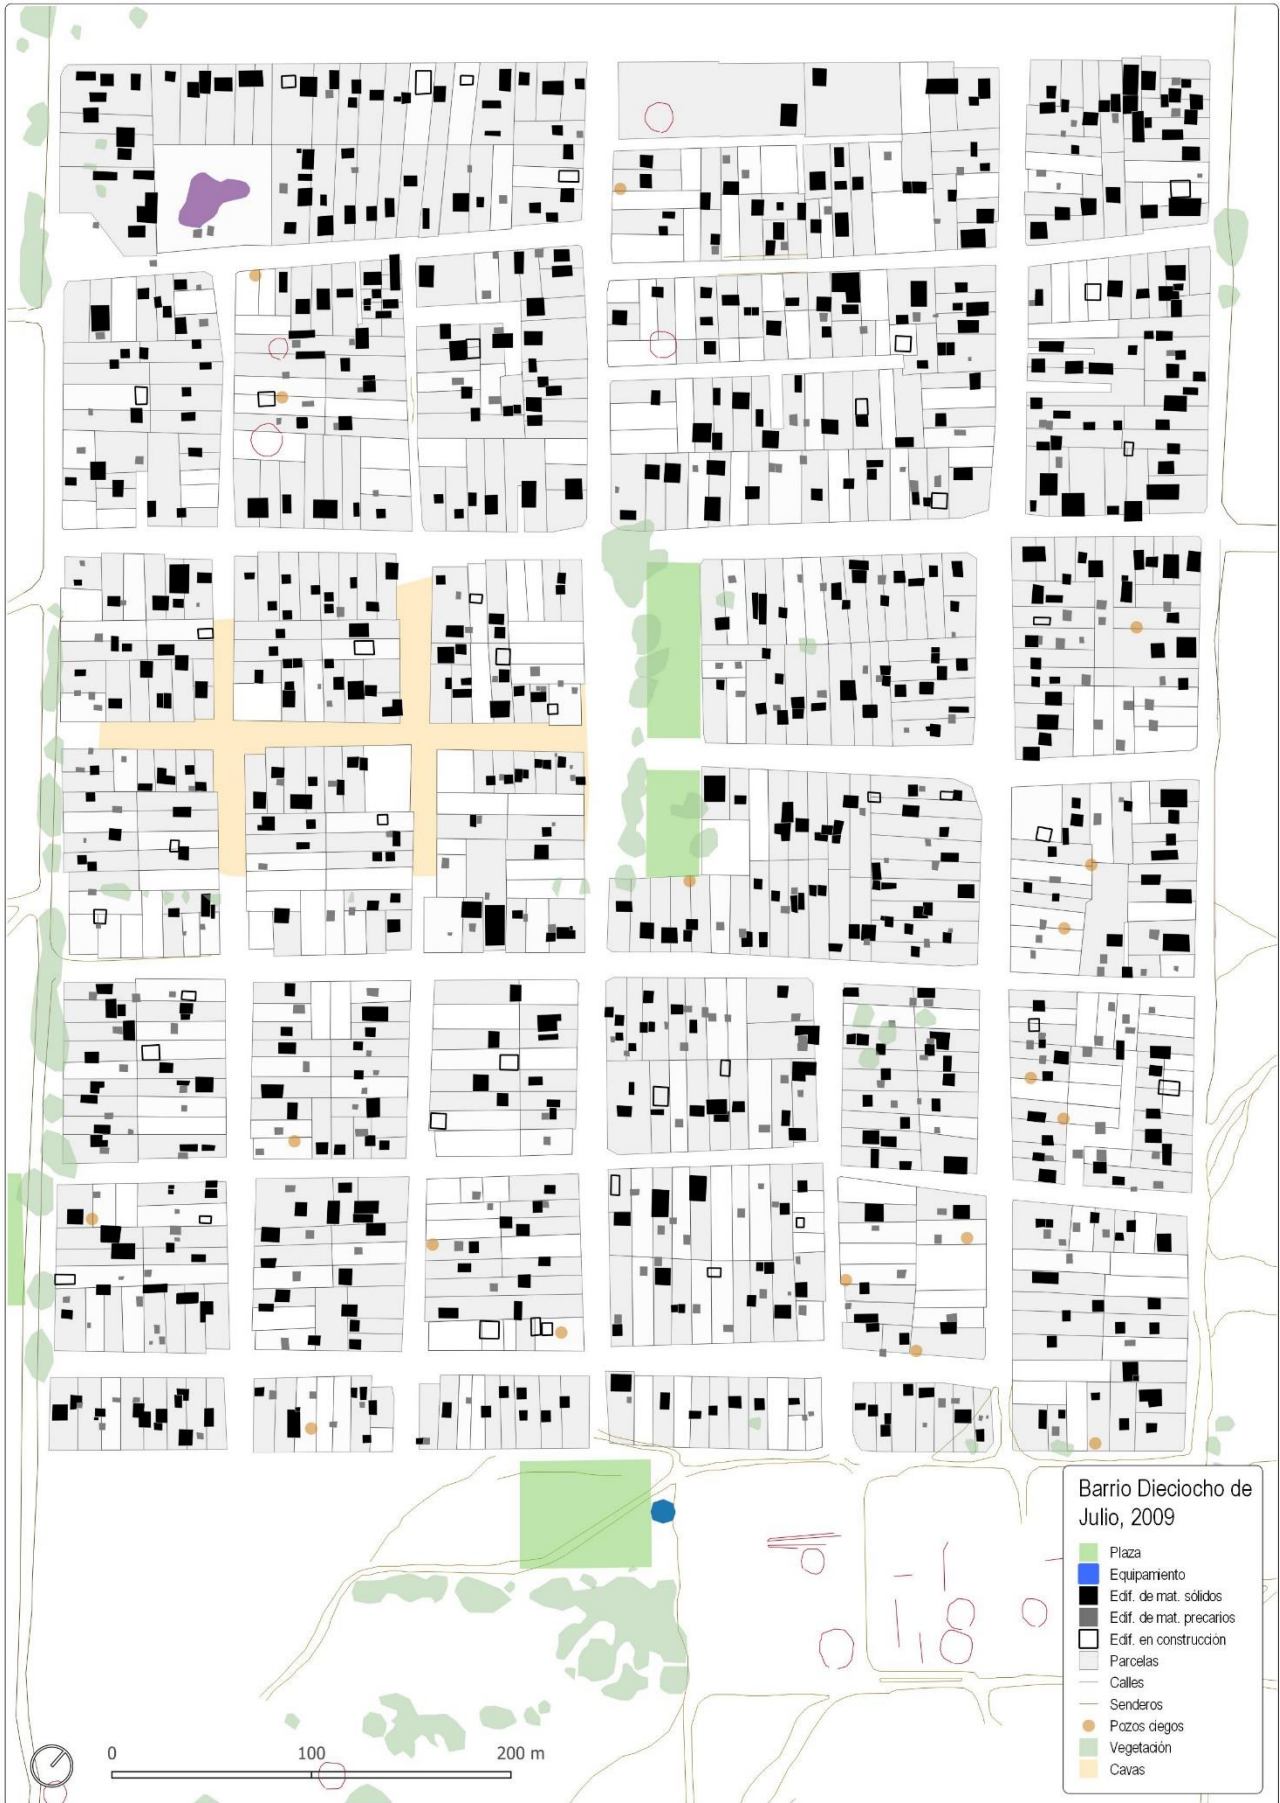 Barrio Dieciocho de
Julio, 2009
Plaza
Equipamiento
Edif. de mat. sólidos
Edif. de mat. precarios
Edif. en construcción
Parcelas
Calles
Senderos
Pozos ciegos
Vegetación
Cavas
0 100 200 m